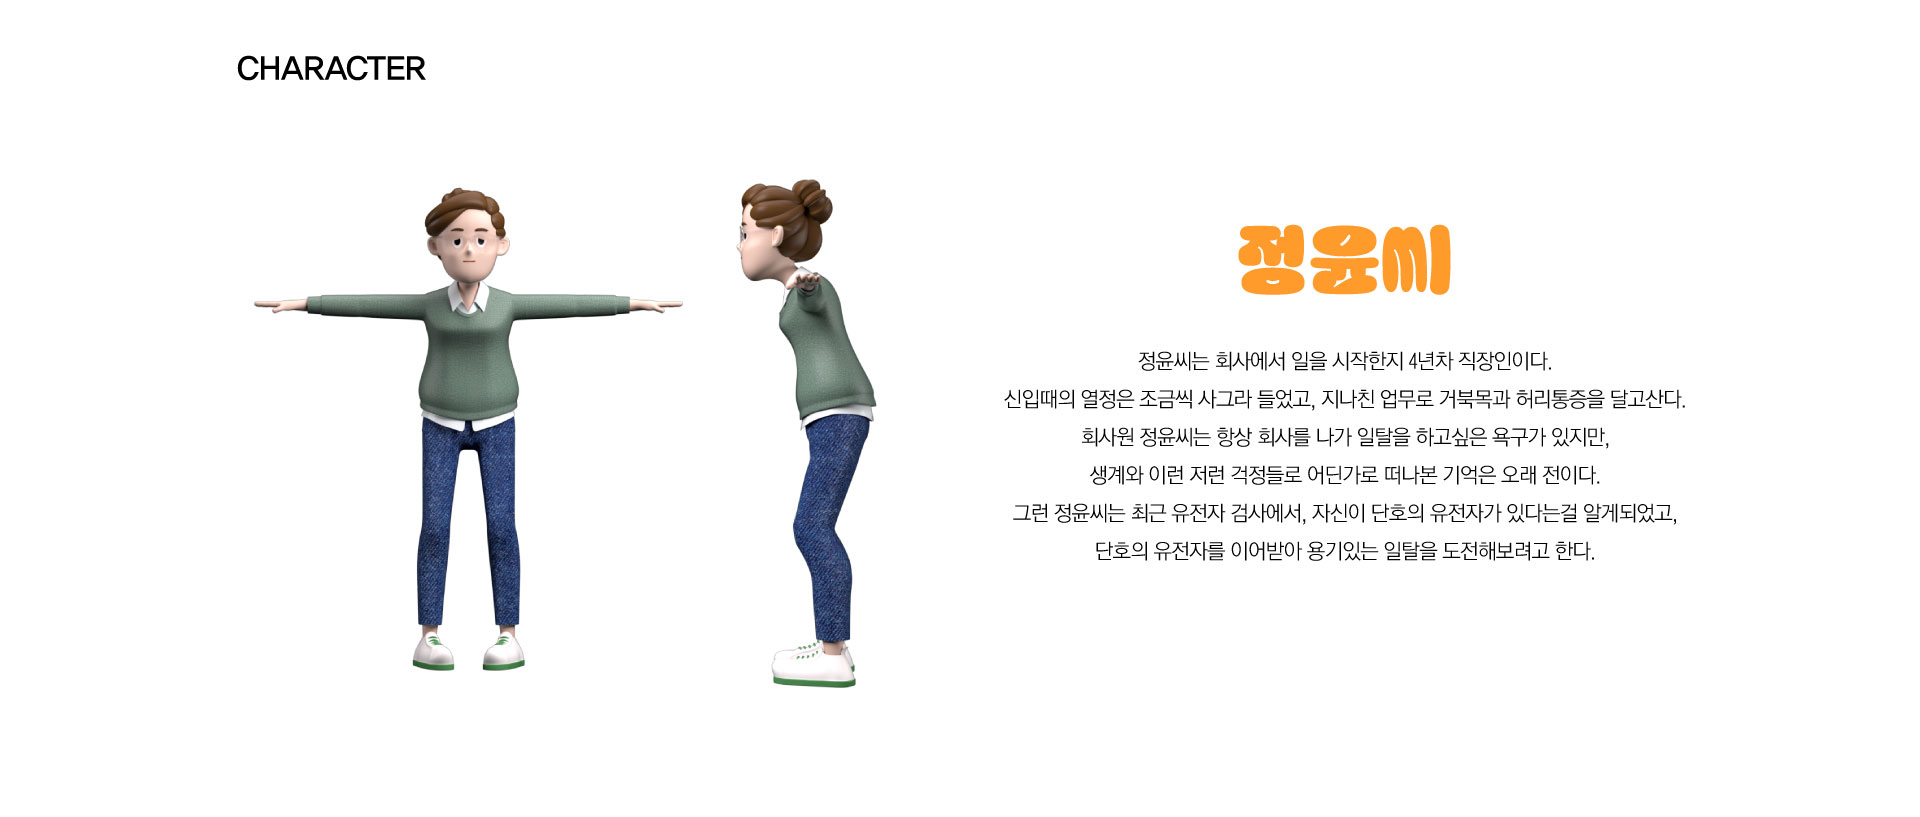 CHARACTER
정윤씨
정윤씨는 회사에서 일을 시작한지 4년차 직장인이다.
신입때의 열정은 조금씩 사그라 들었고, 지나친 업무로 거북목과 허리통증을 달고산다.
회사원 정윤씨는 항상 회사를 나가 일탈을 하고싶은 욕구가 있지만,
생계와 이런 저런 걱정들로 어딘가로 떠나본 기억은 오래 전이다.
그런 정윤씨는 최근 유전자 검사에서, 자신이 단호의 유전자가 있다는걸 알게되었고,
단호의 유전자를 이어받아 용기있는 일탈을 도전해보려고 한다.